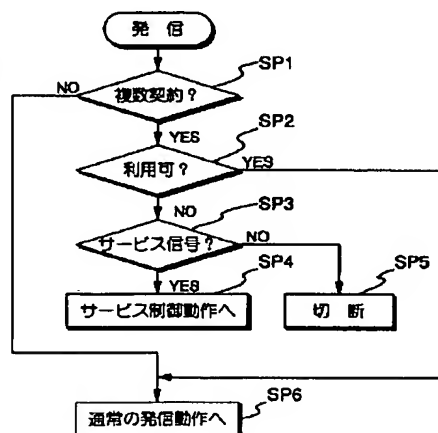 発 信
SP1
NO
複数契約?
YES
SP2
利用可?
YES
NO
SP3
サービス信号?
NO
YES
SP4
サービス制御動作へ
SP5
切 断
SP6
通常の発信動作へ